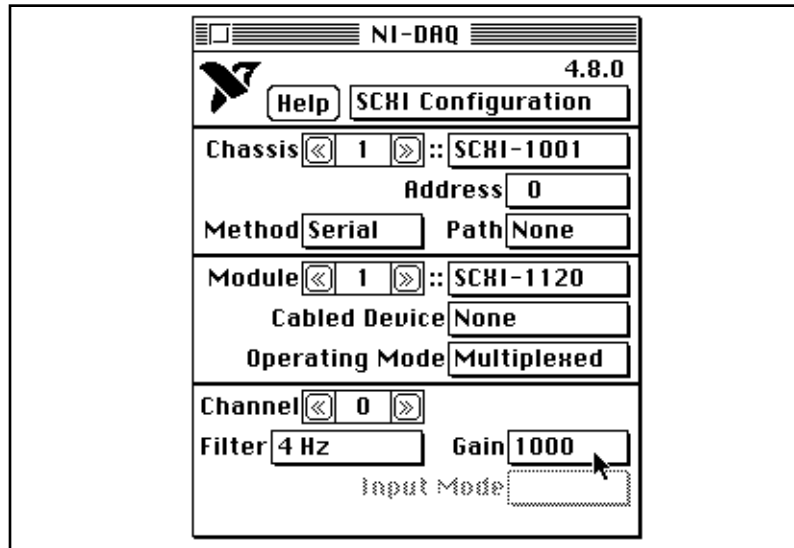 NI-DAQ
4.8.0
Help SCXI Configuration
Chassis « 1 » :: SCXI-1001
Address 0
Method Serial Path None
Module « 1 » :: SCXI-1120
Cabled Device None
Operating Mode Multiplexed
Channel « 0 »
Filter 4 Hz Gain 1000
Input Mode